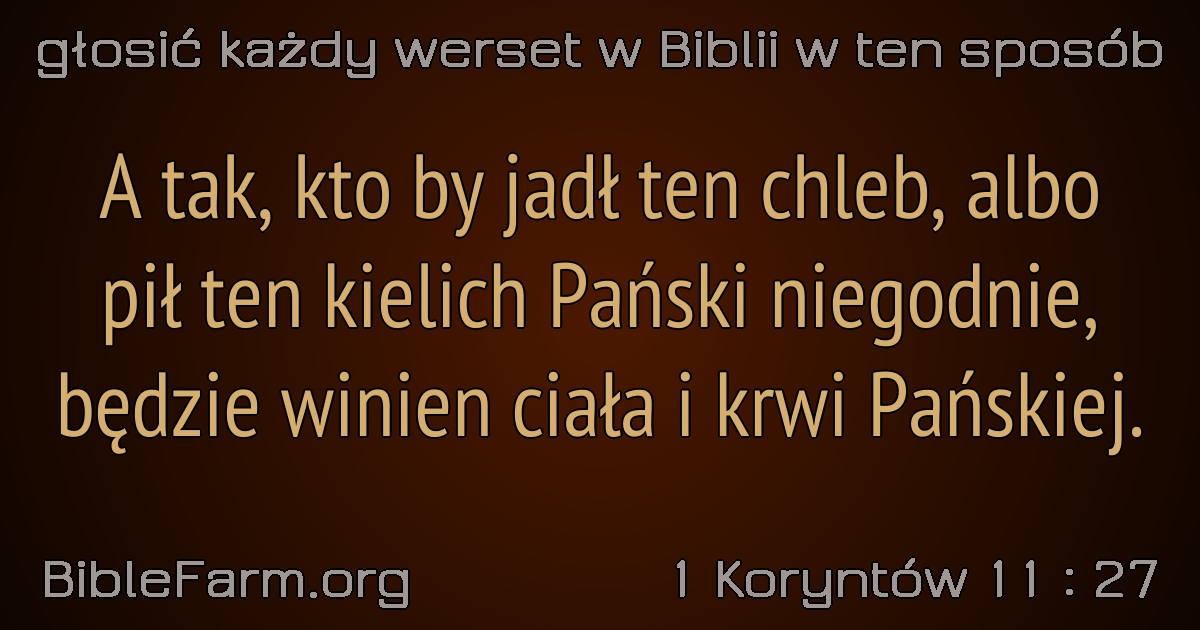 głosić każdy werset w Biblii w ten sposób
A tak, kto by jadł ten chleb, albo
pił ten kielich Pański niegodnie,
będzie winien ciała i krwi Pańskiej.
BibleFarm.org
1 Koryntów 11 : 27